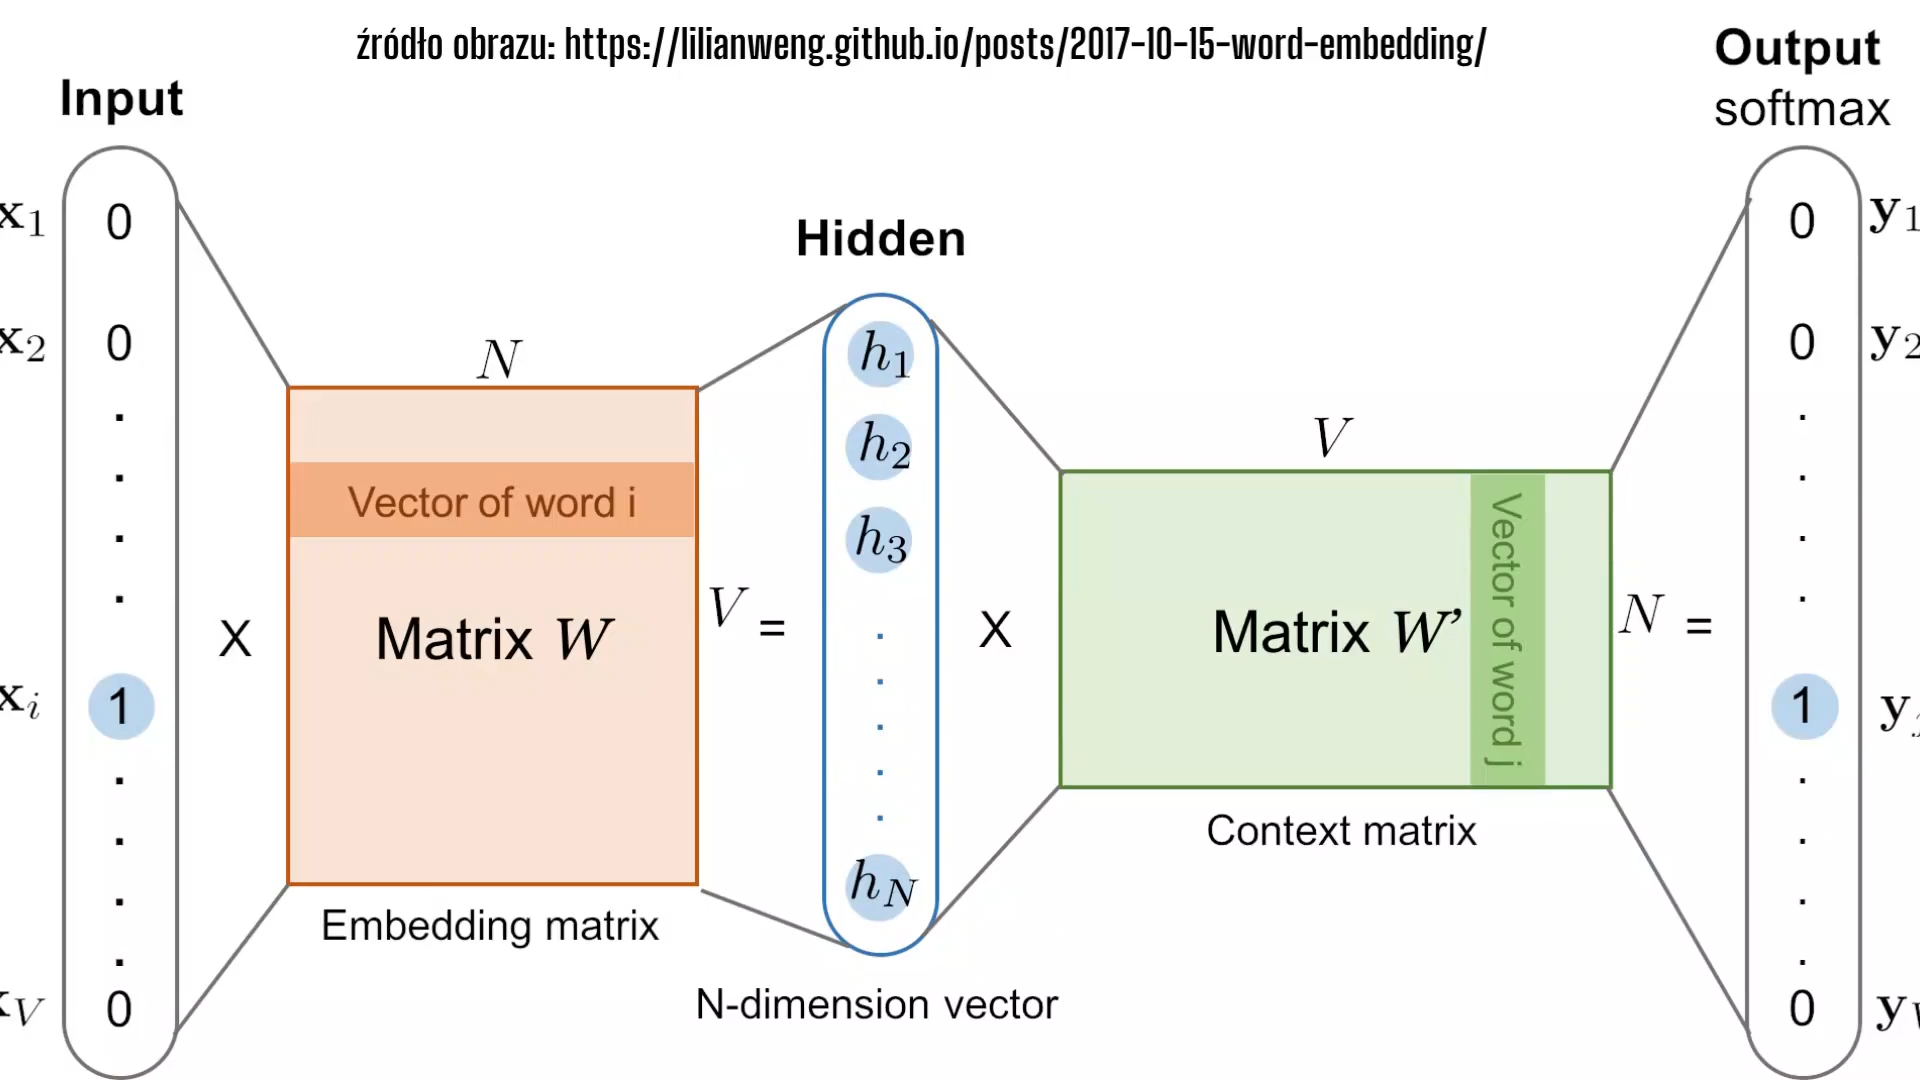 źródło obrazu: https://lilianweng.github.io/posts/2017-10-15-word-embedding/
Input
Output
softmax
x1
0
x2
0
xi
1
xV
0
X
N
Vector of word i
Matrix W
V
=
Embedding matrix
Hidden
h1
h2
h3
hN
N-dimension vector
X
V
Matrix W’
Vector of word j
N
=
Context matrix
0
y1
0
y2
1
y
0
y